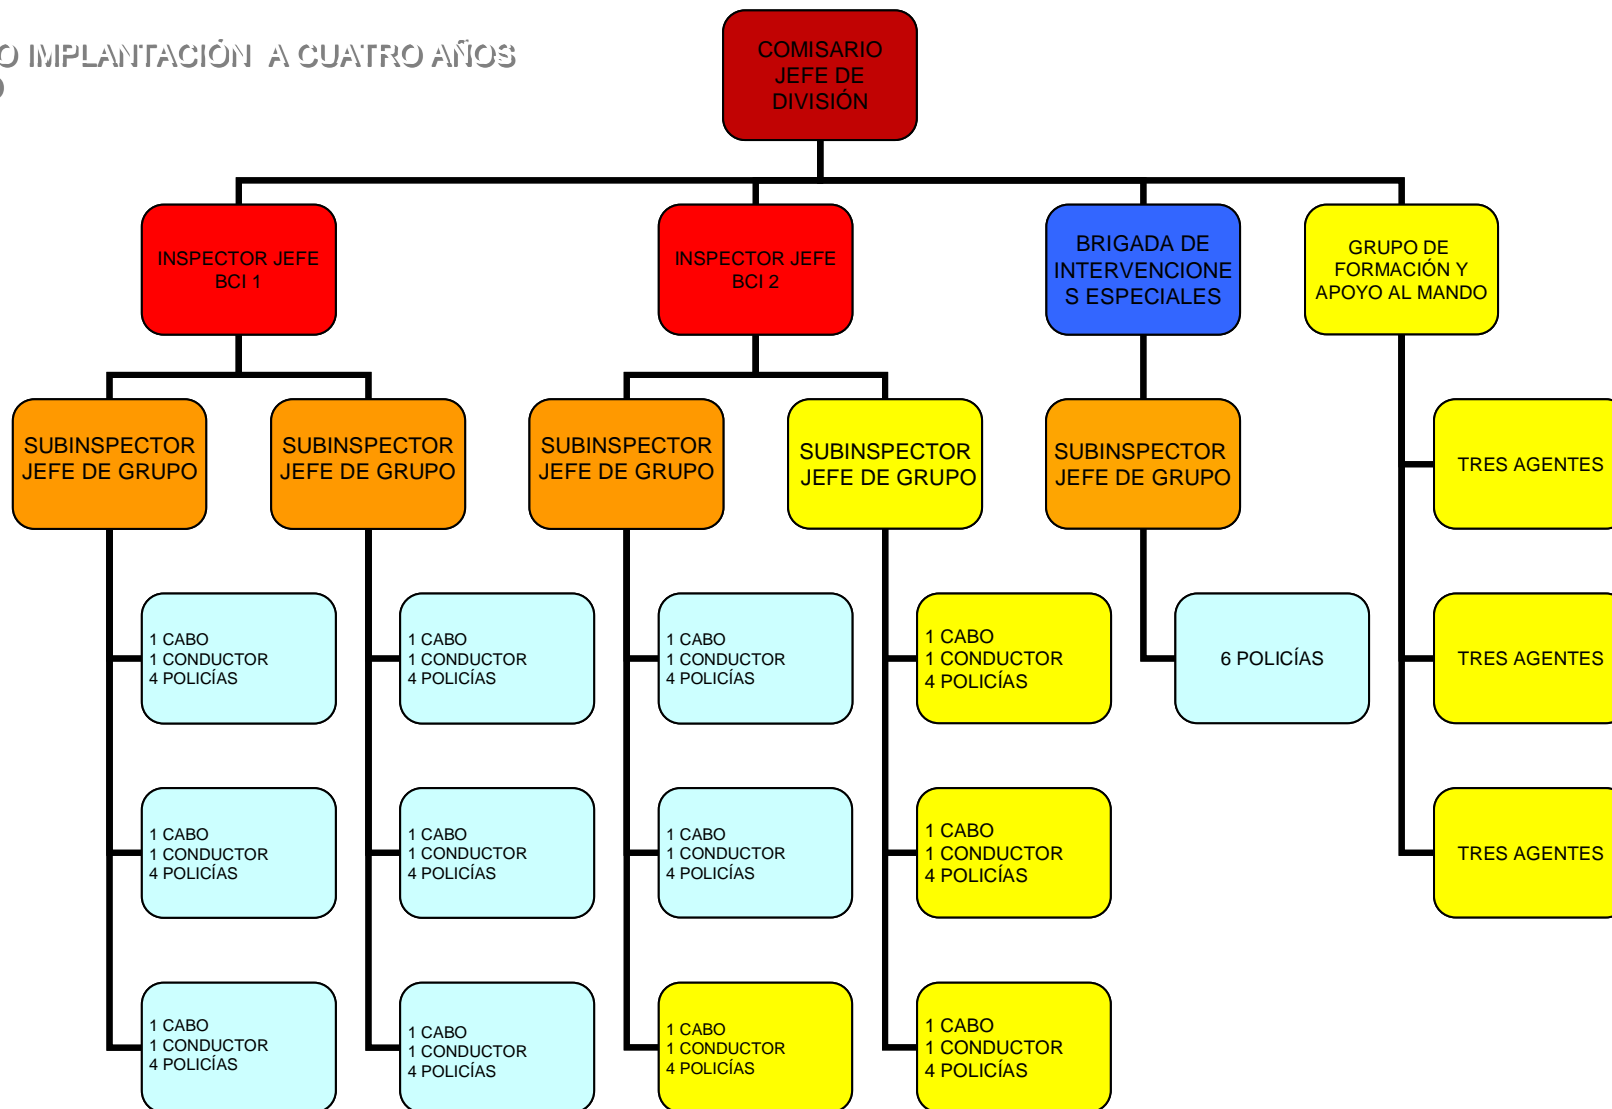 O IMPLANTACIÓN A CUATRO AÑOS
O
COMISARIO
JEFE DE
DIVISIÓN
INSPECTOR JEFE
BCI 1
INSPECTOR JEFE
BCI 2
BRIGADA DE
INTERVENCIONE
S ESPECIALES
GRUPO DE
FORMACIÓN Y
APOYO AL MANDO
SUBINSPECTOR
JEFE DE GRUPO
SUBINSPECTOR
JEFE DE GRUPO
SUBINSPECTOR
JEFE DE GRUPO
SUBINSPECTOR
JEFE DE GRUPO
SUBINSPECTOR
JEFE DE GRUPO
TRES AGENTES
1 CABO
1 CONDUCTOR
4 POLICÍAS
1 CABO
1 CONDUCTOR
4 POLICÍAS
1 CABO
1 CONDUCTOR
4 POLICÍAS
1 CABO
1 CONDUCTOR
4 POLICÍAS
6 POLICÍAS
TRES AGENTES
1 CABO
1 CONDUCTOR
4 POLICÍAS
1 CABO
1 CONDUCTOR
4 POLICÍAS
1 CABO
1 CONDUCTOR
4 POLICÍAS
1 CABO
1 CONDUCTOR
4 POLICÍAS
TRES AGENTES
1 CABO
1 CONDUCTOR
4 POLICÍAS
1 CABO
1 CONDUCTOR
4 POLICÍAS
1 CABO
1 CONDUCTOR
4 POLICÍAS
1 CABO
1 CONDUCTOR
4 POLICÍAS